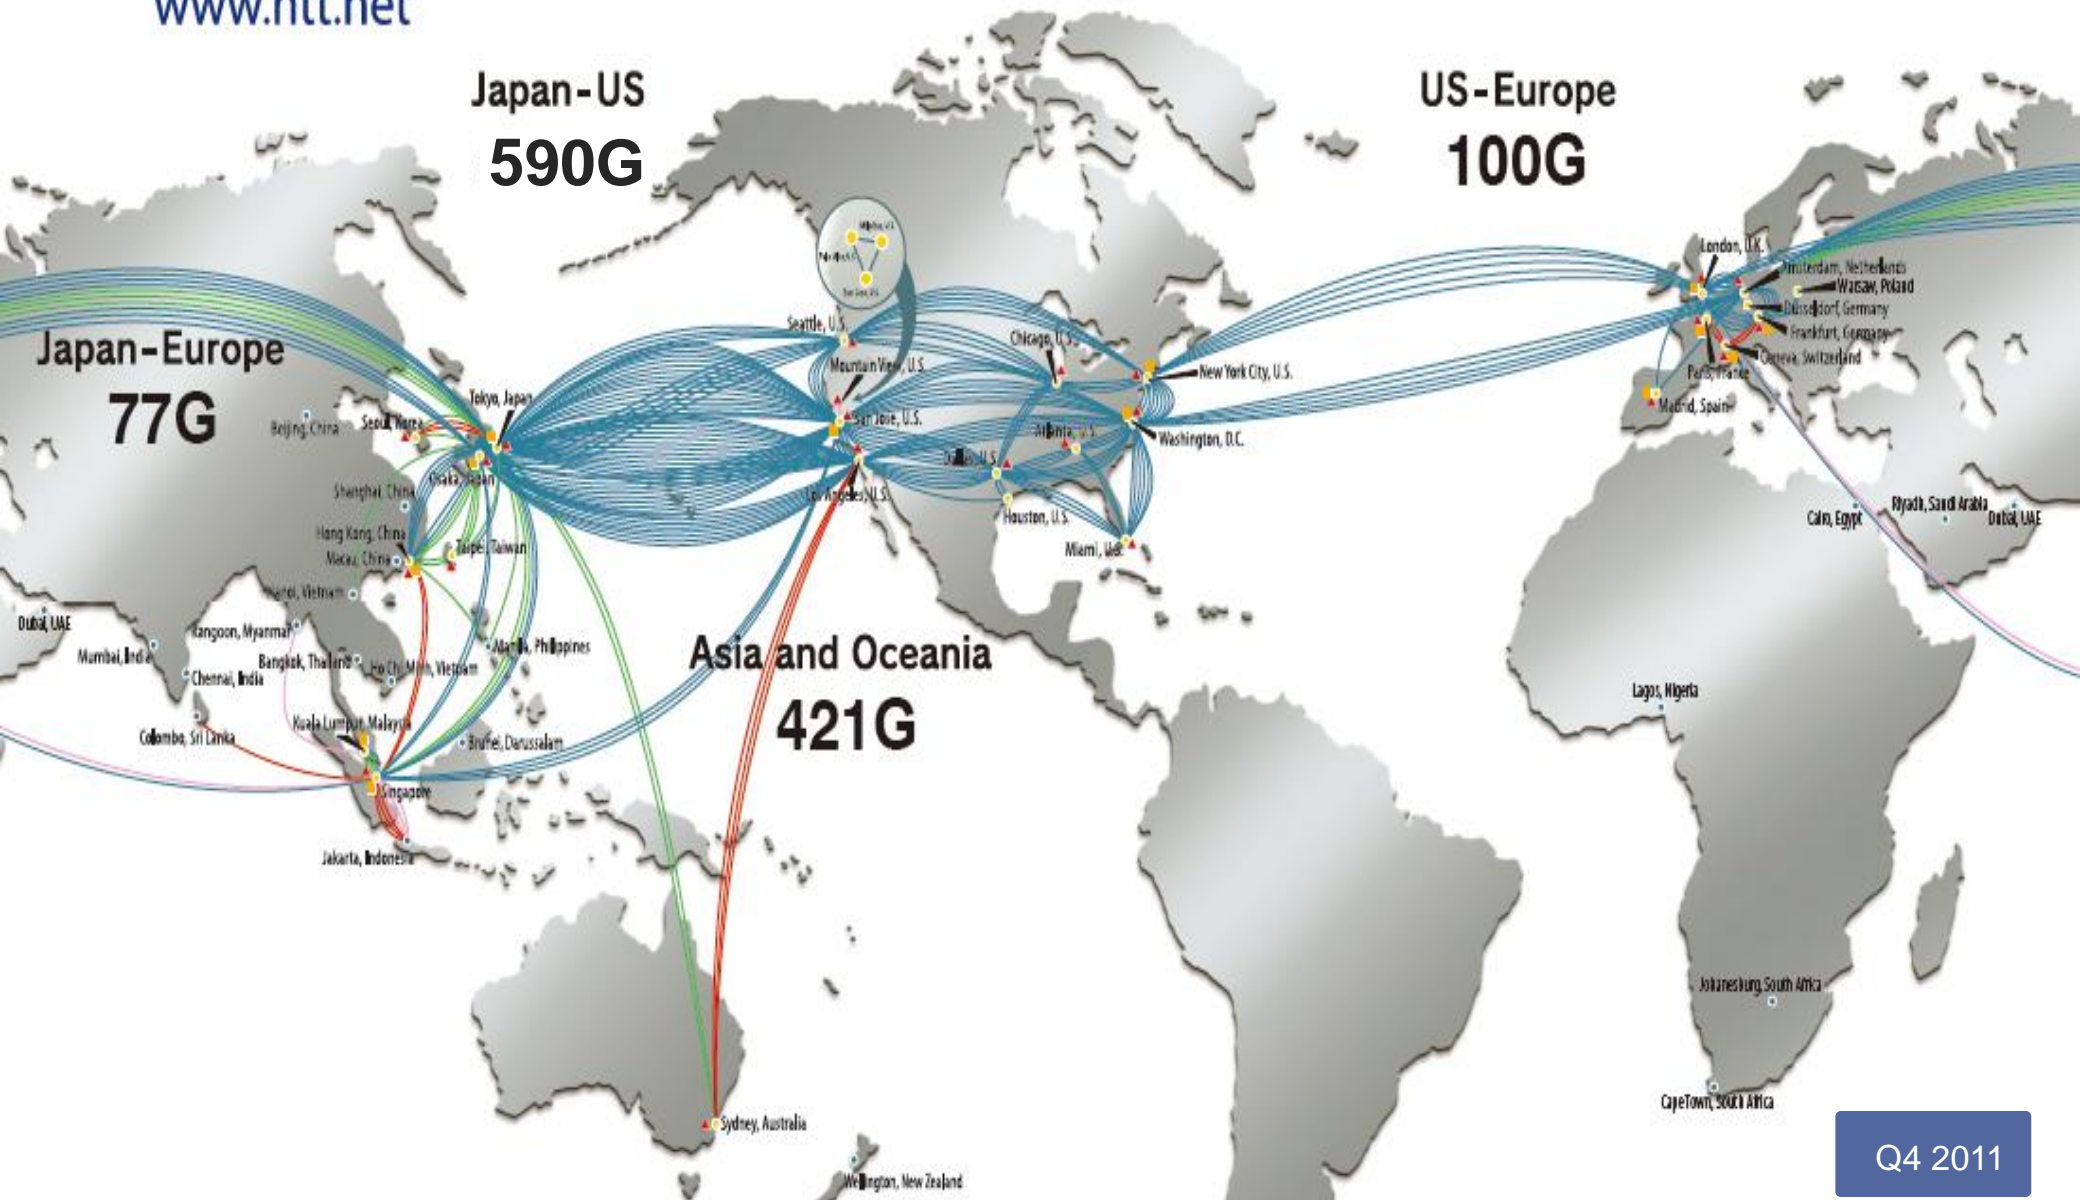 www.ntt.net
Japan-US
590G
US-Europe
100G
Japan-Europe
77G
Asia and Oceania
421G
Seattle, U.S.
Mountain View, U.S.
San Jose, U.S.
Los Angeles, U.S.
Chicago, U.S.
New York City, U.S.
Washington, D.C.
Atlanta, U.S.
Dallas, U.S.
Houston, U.S.
Miami, U.S.
London, U.K.
Amsterdam, Netherlands
Warsaw, Poland
Düsseldorf, Germany
Frankfurt, Germany
Geneva, Switzerland
Paris, France
Madrid, Spain
Tokyo, Japan
Seoul, Korea
Beijing, China
Osaka, Japan
Shanghai, China
Hong Kong, China
Macau, China
Taipei, Taiwan
Hanoi, Vietnam
Dubai, UAE
Rangoon, Myanmar
Mumbai, India
Bangkok, Thailand
Ho Chi Minh, Vietnam
Manila, Philippines
Chennai, India
Kuala Lumpur, Malaysia
Colombo, Sri Lanka
Brunei, Darussalam
Singapore
Jakarta, Indonesia
Sydney, Australia
Wellington, New Zealand
Cairo, Egypt
Riyadh, Saudi Arabia
Dubai, UAE
Lagos, Nigeria
Johanesburg, South Africa
CapeTown, South Africa
Q4 2011